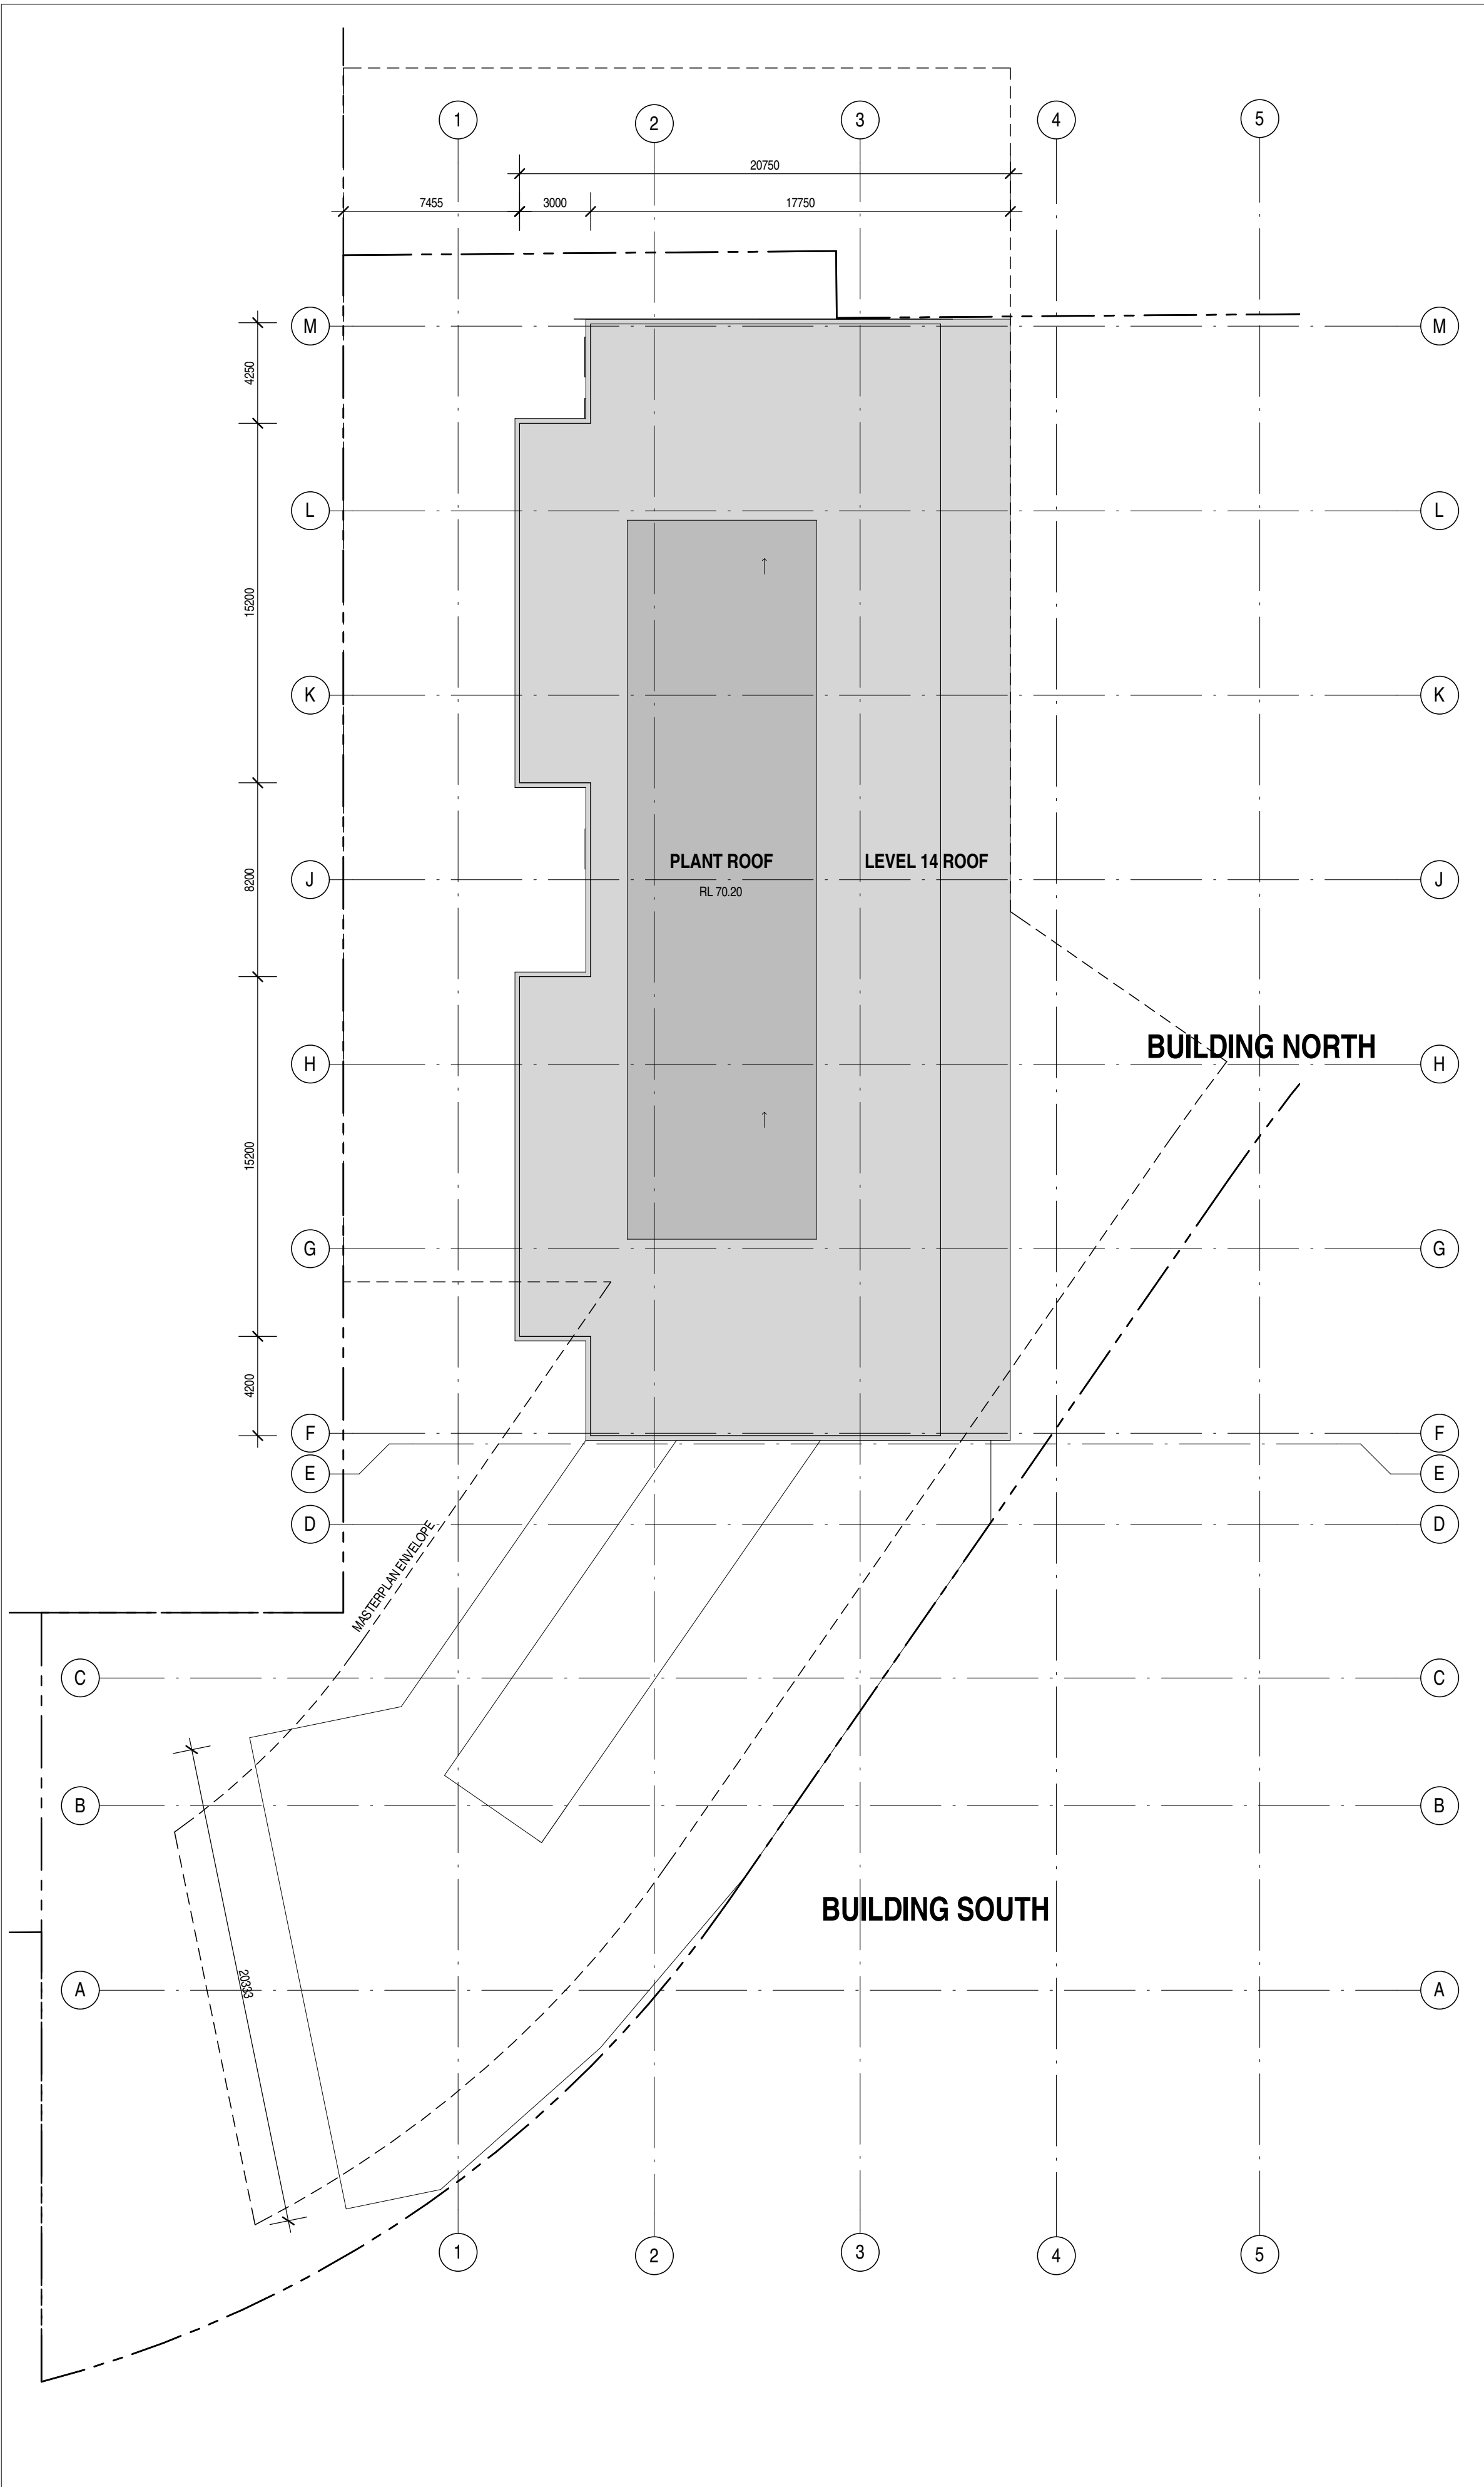 1
2
3
4
5
20750
7455
3000
17750
M
M
4250
L
L
15200
K
K
PLANT ROOF
LEVEL 14 ROOF
8200
J
J
RL 70.20
BUILDING NORTH
H
H
15200
G
G
4200
F
F
E
E
D
D
MASTERPLAN ENVELOPE
C
C
B
B
BUILDING SOUTH
20333
A
A
1
2
3
4
5